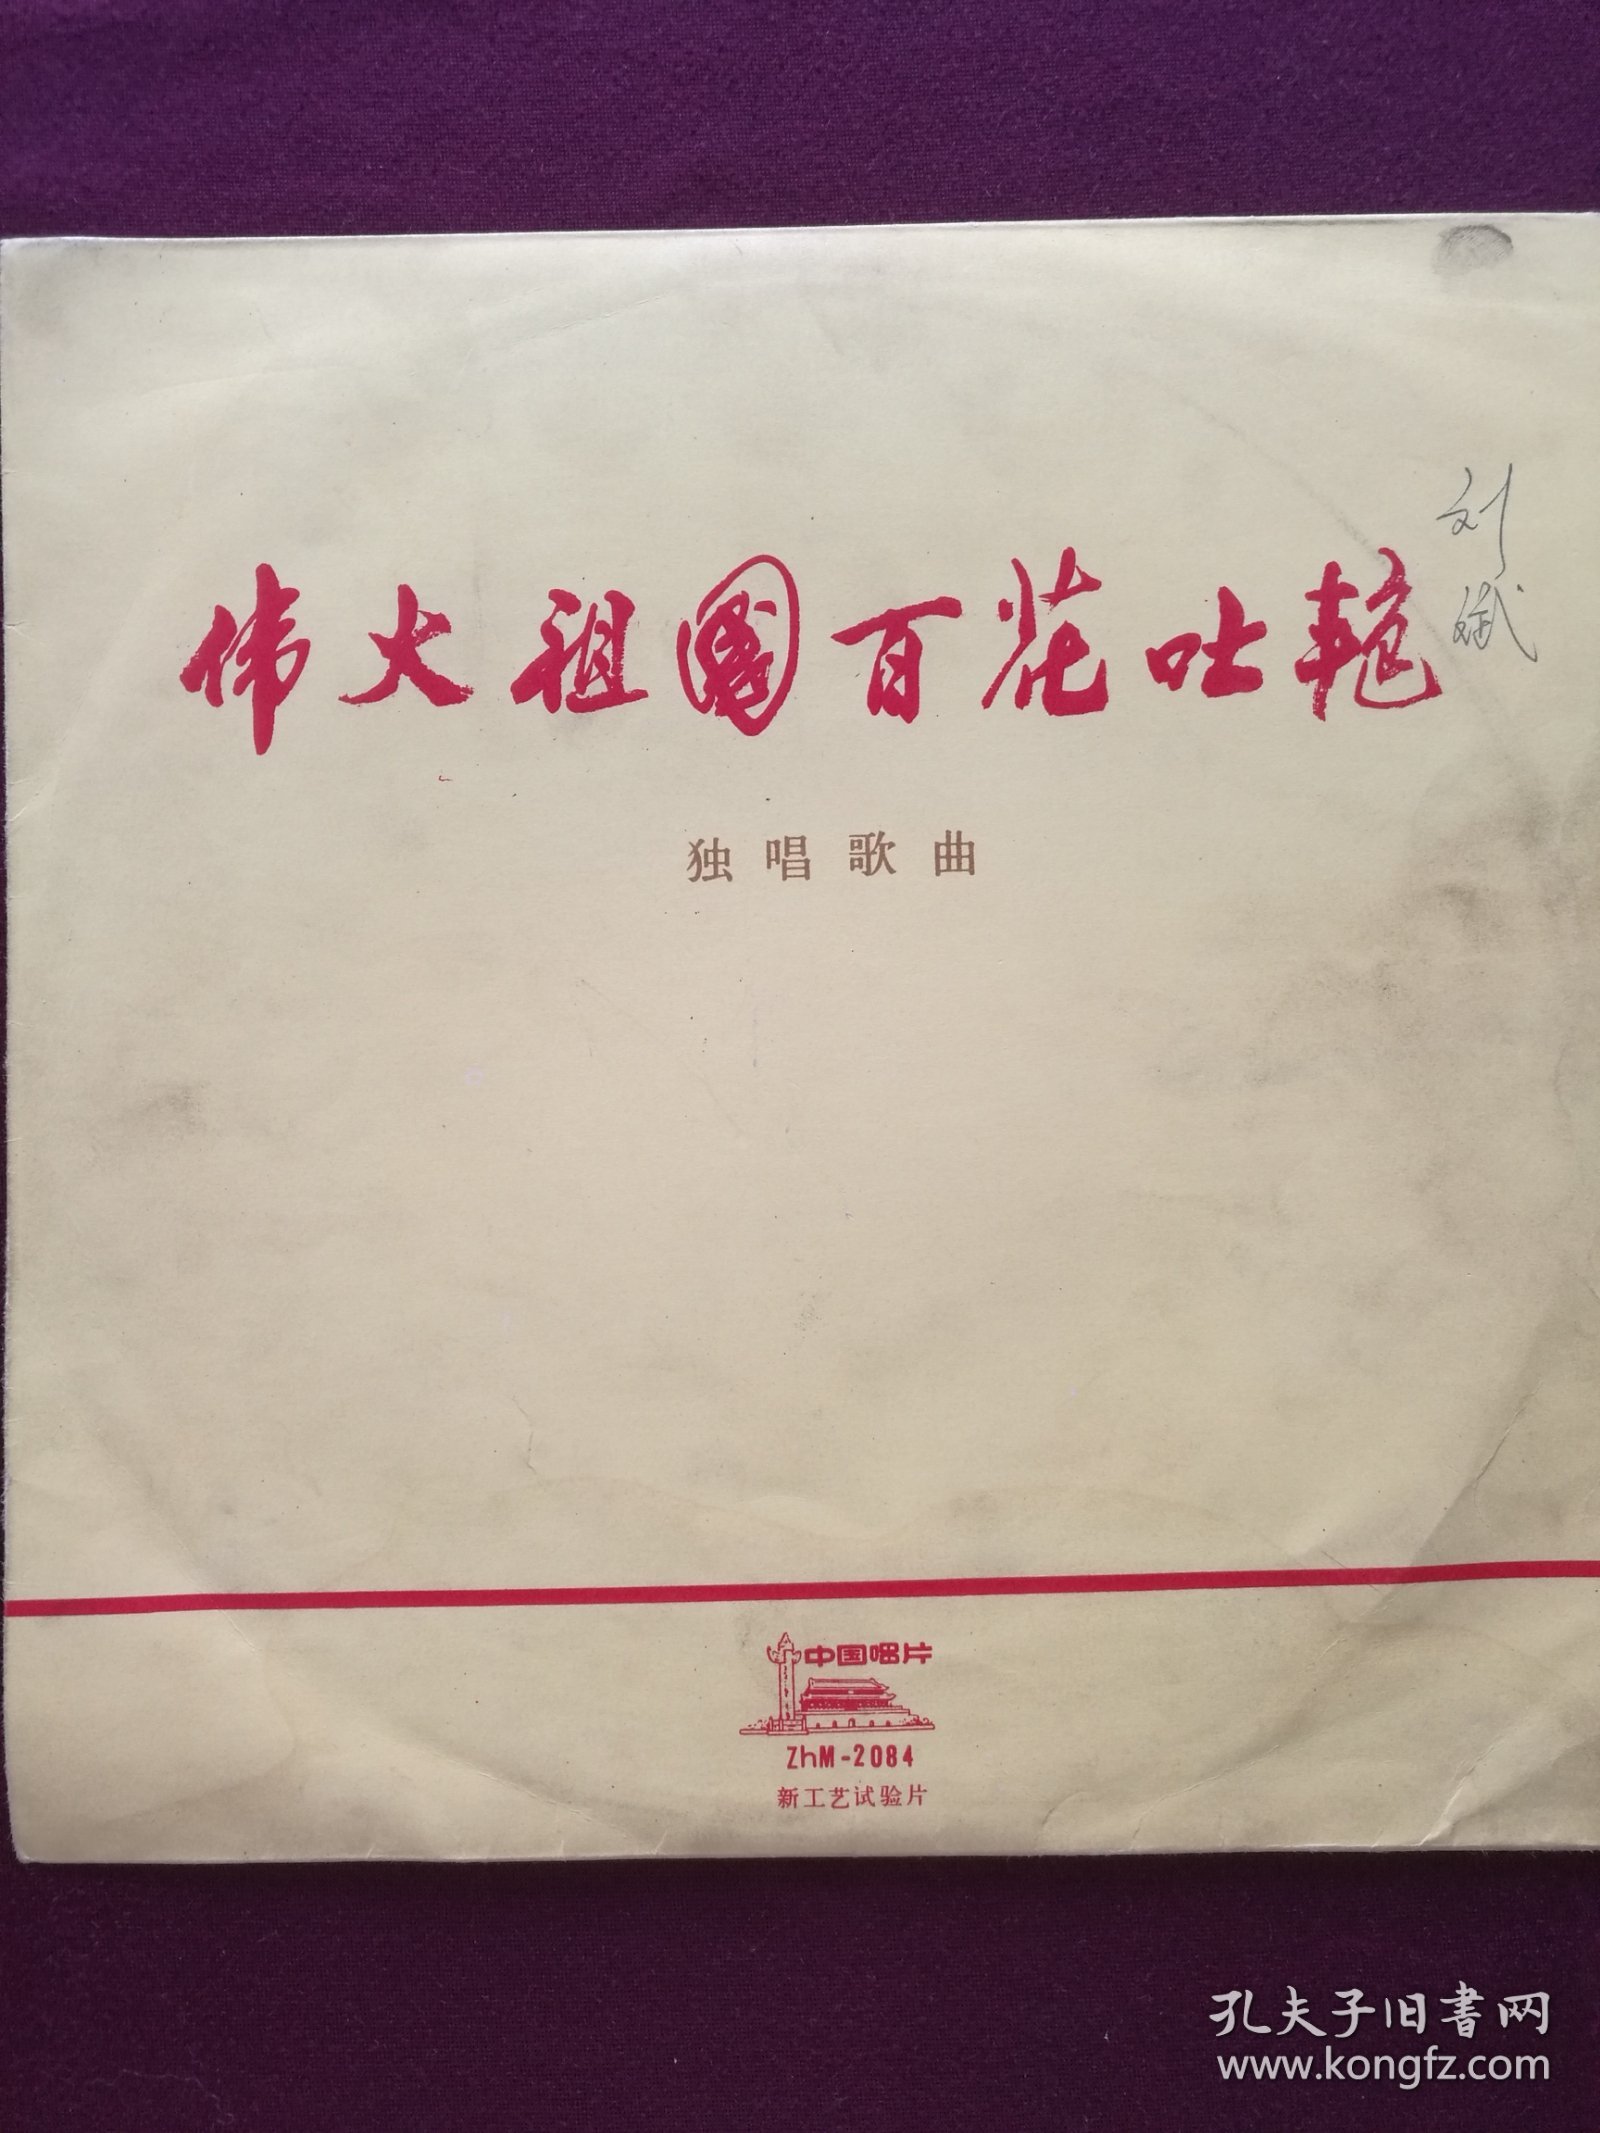 刘斌
伟大祖國百花吐艳
独唱歌曲
中国唱片
ZhM-2084
新工艺试验片
孔夫子旧书网
www.kongfz.com